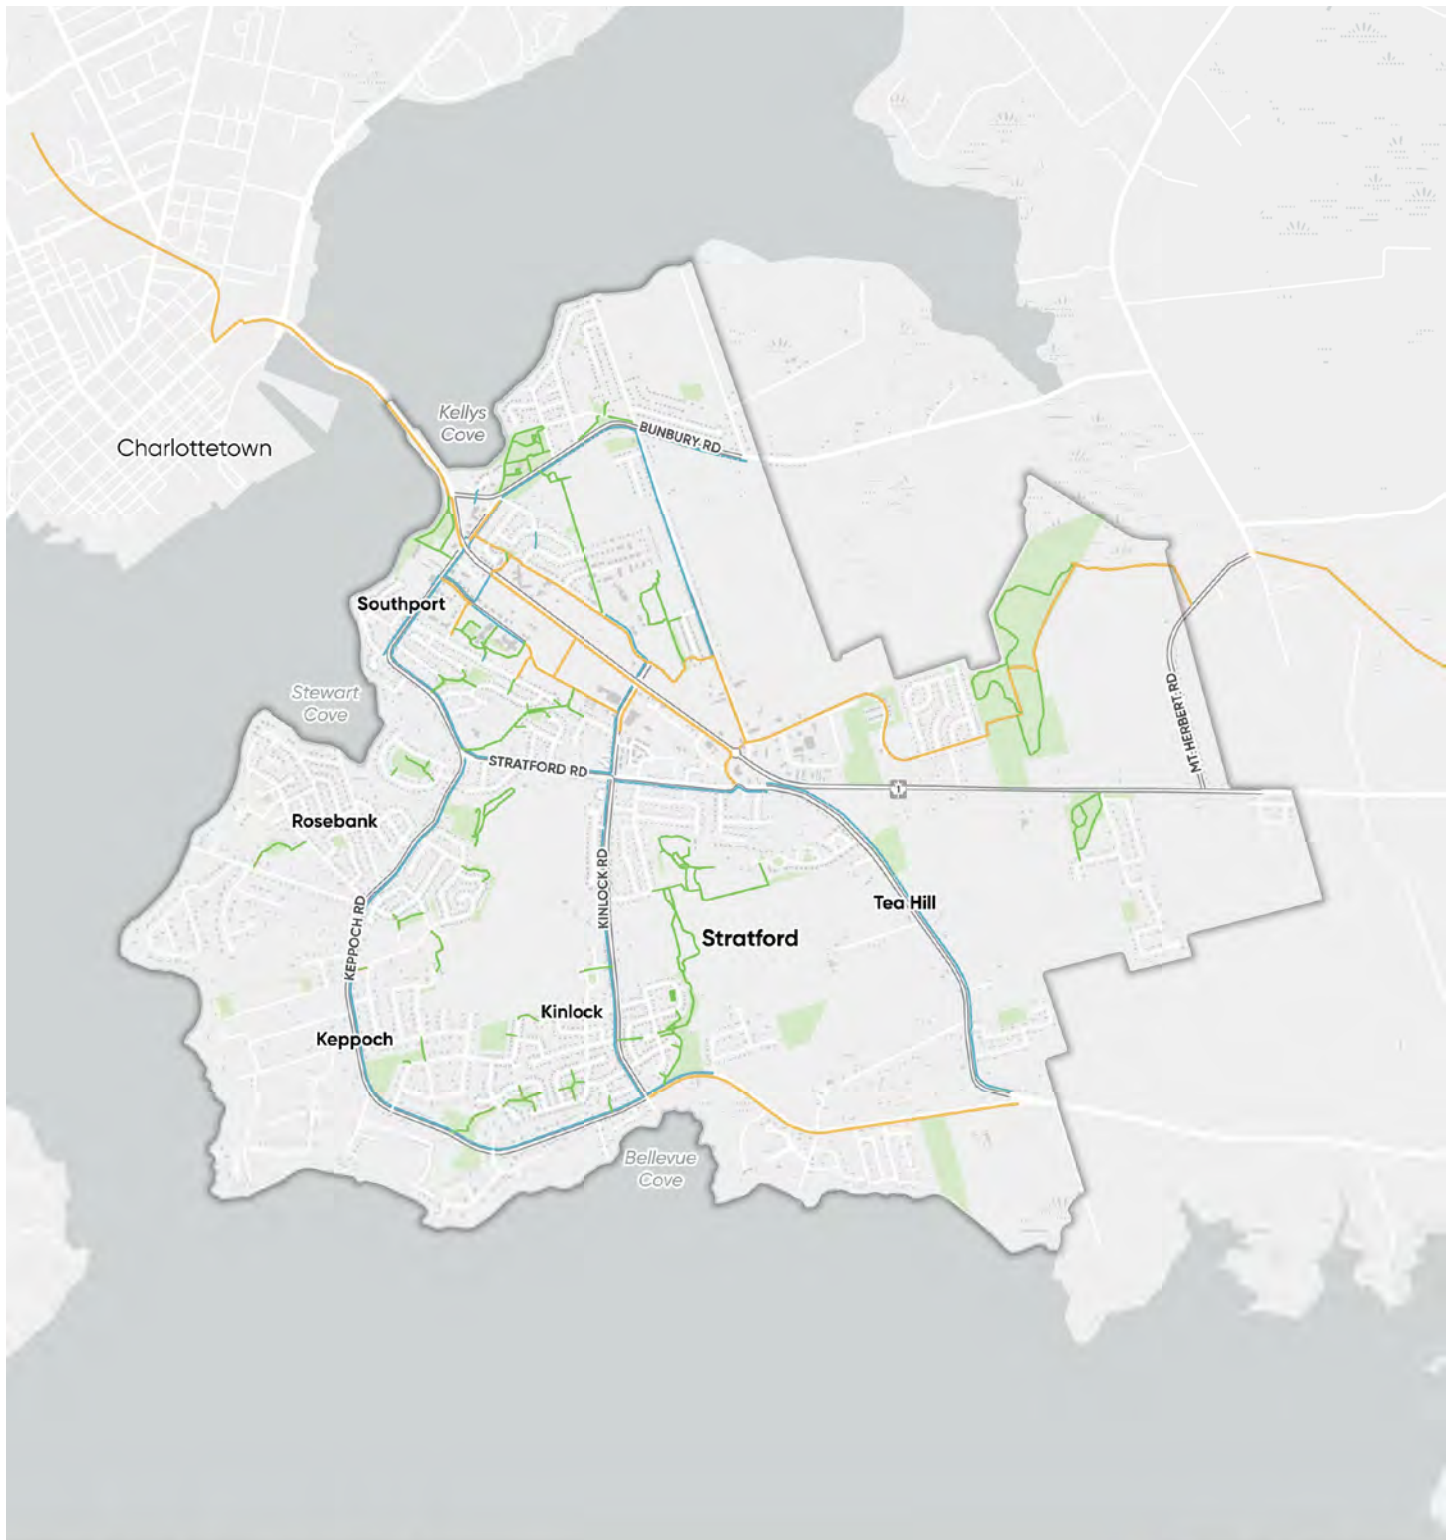 Kellys
Cove
BUNBURY RD
Charlottetown
Southport
Stewart
Cove
MT HERBERT RD
STRATFORD RD
1
Rosebank
KINLOCK RD
Tea Hill
KEPPOCH RD
Stratford
Kinlock
Keppoch
Bellevue
Cove